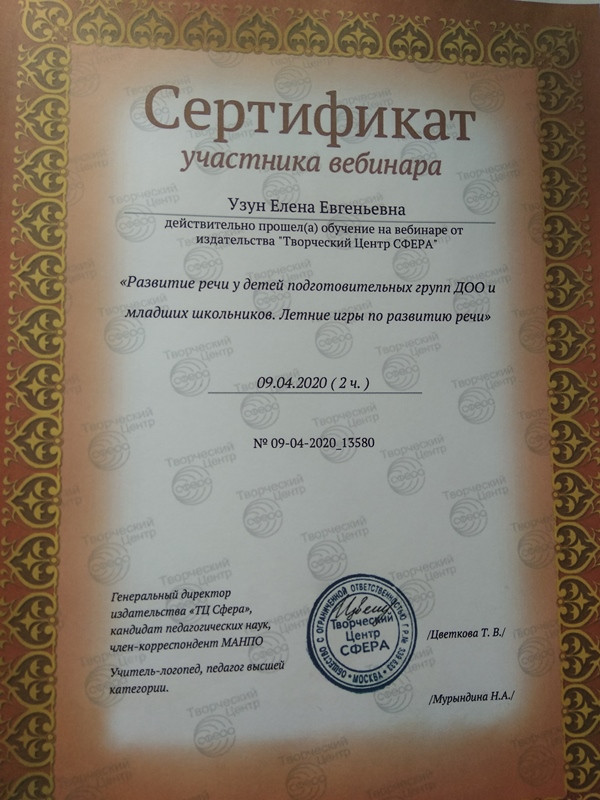 Сертификат
участника вебинара
Узун Елена Евгеньевна
действительно прошел(а) обучение на вебинаре от
издательства "Творческий Центр СФЕРА"
«Развитие речи у детей подготовительных групп ДОО и
младших школьников. Летние игры по развитию речи»
09.04.2020 ( 2 ч. )
№ 09-04-2020_13580
Генеральный директор
издательства «ТЦ Сфера»,
кандидат педагогических наук,
член-корреспондент МАНПО
ОБЩЕСТВО С ОГРАНИЧЕННОЙ ОТВЕТСТВЕННОСТЬЮ
Творческий
Центр
СФЕРА
МОСКВА
/Цветкова Т. В./
Учитель-логопед, педагог высшей
категории.
/Мурындина Н.А./